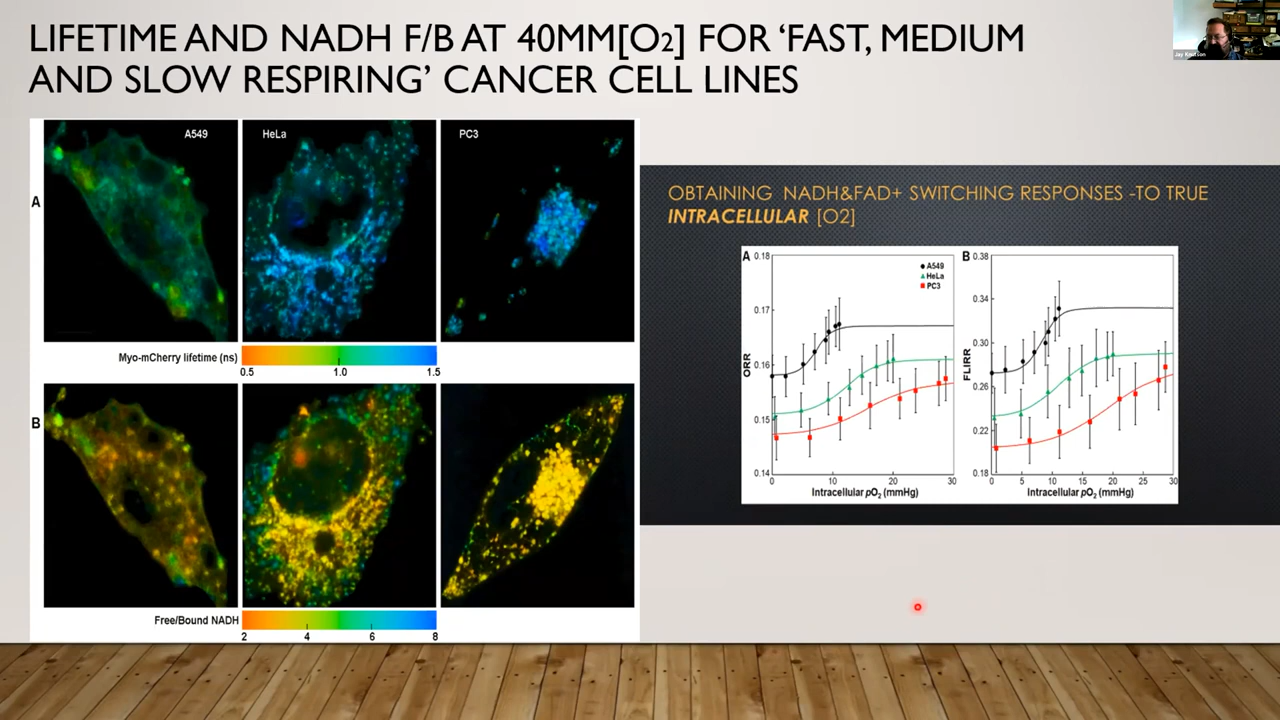 LIFETIME AND NADH F/B AT 40MM[O2] FOR ‘FAST, MEDIUM
AND SLOW RESPIRING’ CANCER CELL LINES
Jay Knutson
A549
HeLa
PC3
A
Myo-mCherry lifetime (ns)
0.5
1.0
1.5
B
Free/Bound NADH
2
4
6
8
OBTAINING NADH&FAD+ SWITCHING RESPONSES -TO TRUE
INTRACELLULAR [O2]
A
0.18
0.17
0.16
0.15
0.14
ORR
A549
HeLa
PC3
0
10
20
30
Intracellular pO2 (mmHg)
B
0.38
0.34
0.30
0.26
0.22
0.18
FLIRR
0
5
10
15
20
25
30
Intracellular pO2 (mmHg)